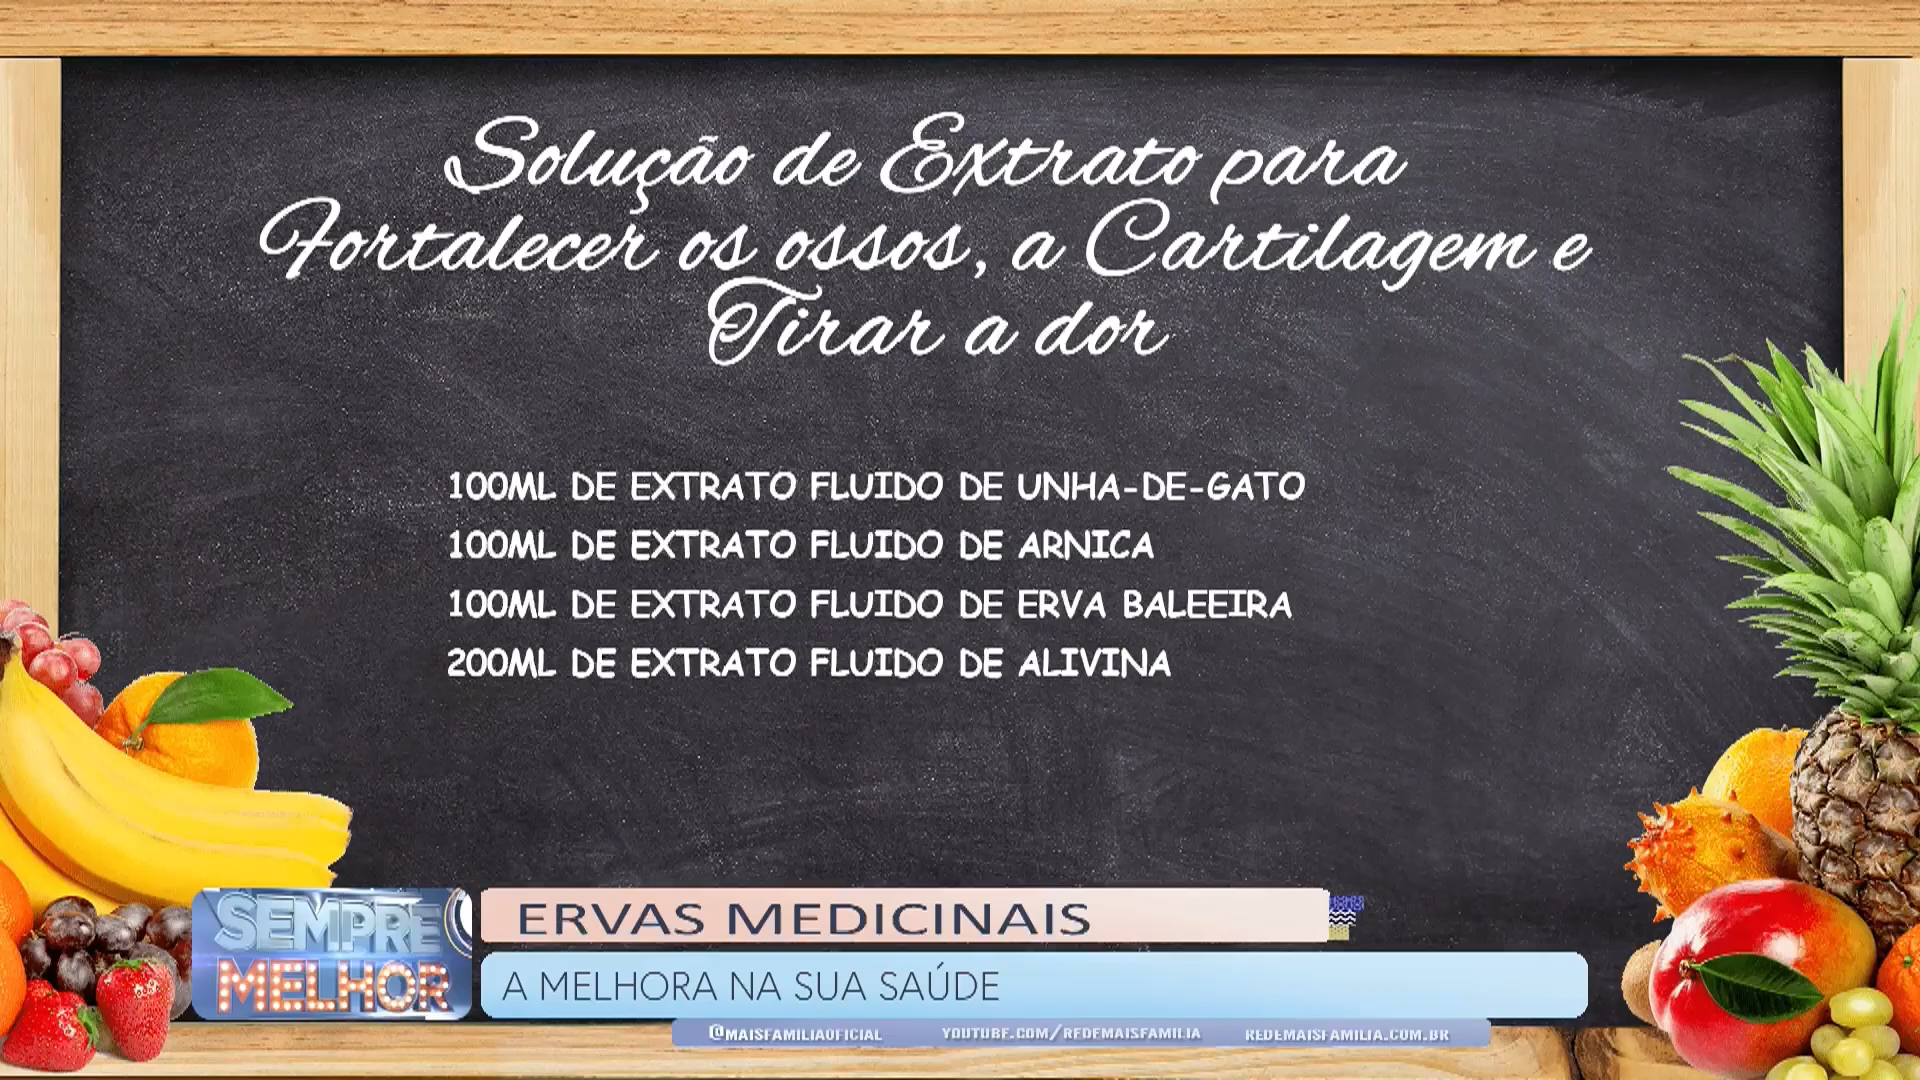 Solução de Extrato para
Fortalecer os ossos, a Cartilagem e
Tirar a dor
100ML DE EXTRATO FLUIDO DE UNHA-DE-GATO
100ML DE EXTRATO FLUIDO DE ARNICA
100ML DE EXTRATO FLUIDO DE ERVA BALEEIRA
200ML DE EXTRATO FLUIDO DE ALIVINA
SEMPRE
MELHOR
ERVAS MEDICINAIS
A MELHORA NA SUA SAÚDE
@MAISFAMILIAOFICIAL YOUTUBE.COM/REDEMAISFAMILIA REDEMAISFAMILIA.COM.BR